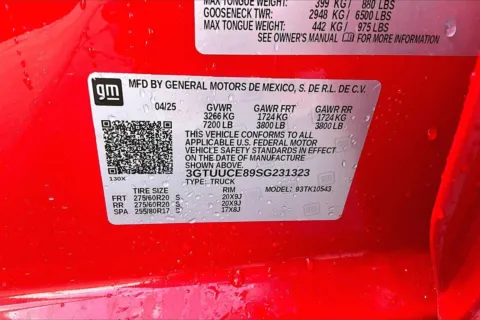 MAX TONGUE WEIGHT: 399 KG / 880 LBS
GOOSENECK TWR: 2948 KG / 6500 LBS
MAX TONGUE WEIGHT: 442 KG / 975 LBS
SEE OWNER'S MANUAL FOR MORE INFORMATION
gm
MFD BY GENERAL MOTORS DE MEXICO, S. DE R.L. DE C.V.
04/25 GVWR GAWR FRT GAWR RR
3266 KG 1724 KG 1724 KG
7200 LB 3800 LB 3800 LB
THIS VEHICLE CONFORMS TO ALL
APPLICABLE U.S. FEDERAL MOTOR
VEHICLE SAFETY STANDARDS IN EFFECT
ON THE DATE OF MANUFACTURE
SHOWN ABOVE.
3GTUUCE89SG231323
130X TYPE: TRUCK
TIRE SIZE RIM MODEL: 93TK10543
FRT 275/60R20 S 20X9J
RR 275/60R20 S 20X9J
SPA 255/80R17 S 17X8J